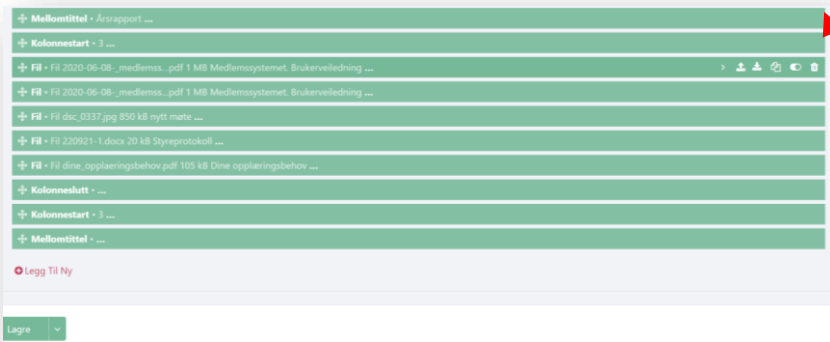 Mellomtittel • Årsrapport ...
Kolonnestart • 3 ...
Fil • Fil 2020-06-08-_medlemss...pdf 1 MB Medlemssystemet. Brukerveiledning ...
Fil • Fil 2020-06-08-_medlemss...pdf 1 MB Medlemssystemet. Brukerveiledning ...
Fil • Fil dsc_0337.jpg 850 kB nytt møte ...
Fil • Fil 220921-1.docx 20 kB Styreprotokoll ...
Fil • Fil dine_opplaeringsbehov.pdf 105 kB Dine opplæringsbehov ...
Kolonneslutt • ...
Kolonnestart • 3 ...
Mellomtittel • ...
Legg Til Ny
Lagre